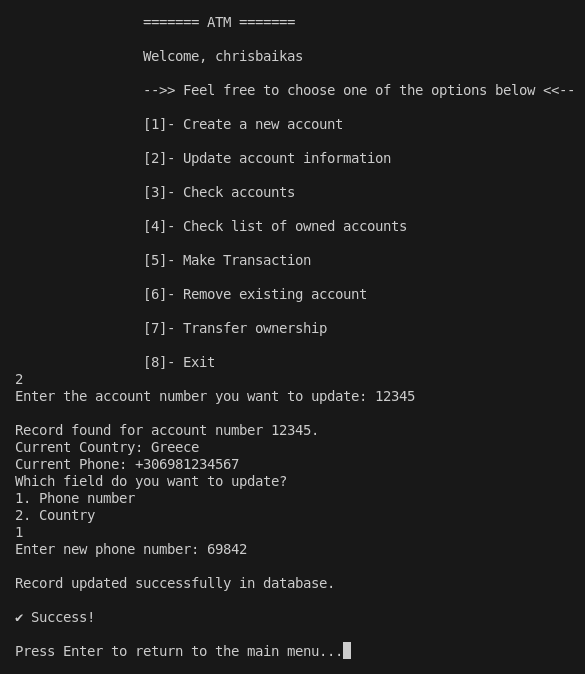 ======= ATM =======
Welcome, chrisbaikas
-->> Feel free to choose one of the options below <<--
[1]- Create a new account
[2]- Update account information
[3]- Check accounts
[4]- Check list of owned accounts
[5]- Make Transaction
[6]- Remove existing account
[7]- Transfer ownership
[8]- Exit
2
Enter the account number you want to update: 12345
Record found for account number 12345.
Current Country: Greece
Current Phone: +306981234567
Which field do you want to update?
1. Phone number
2. Country
1
Enter new phone number: 69842
Record updated successfully in database.
✔ Success!
Press Enter to return to the main menu...